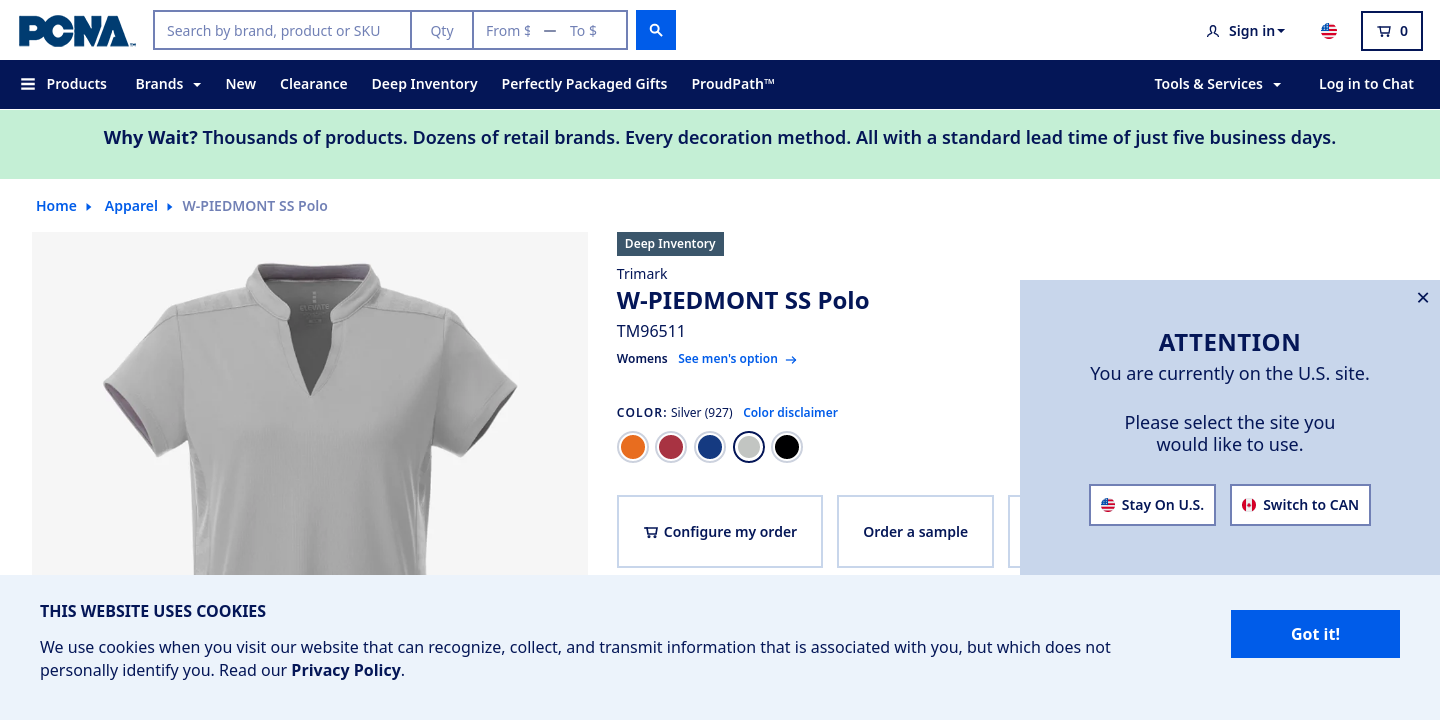 PCNA™
Search by brand, product or SKU
Qty
From $ — To $
Sign in
0
Products
Brands
New
Clearance
Deep Inventory
Perfectly Packaged Gifts
ProudPath™
Tools & Services
Log in to Chat
Why Wait? Thousands of products. Dozens of retail brands. Every decoration method. All with a standard lead time of just five business days.
Home
Apparel
W-PIEDMONT SS Polo
Deep Inventory
Trimark
W-PIEDMONT SS Polo
TM96511
Womens See men's option →
COLOR: Silver (927) Color disclaimer
Configure my order
Order a sample
ATTENTION
You are currently on the U.S. site.
Please select the site you
would like to use.
Stay On U.S.
Switch to CAN
THIS WEBSITE USES COOKIES
We use cookies when you visit our website that can recognize, collect, and transmit information that is associated with you, but which does not
personally identify you. Read our Privacy Policy.
Got it!